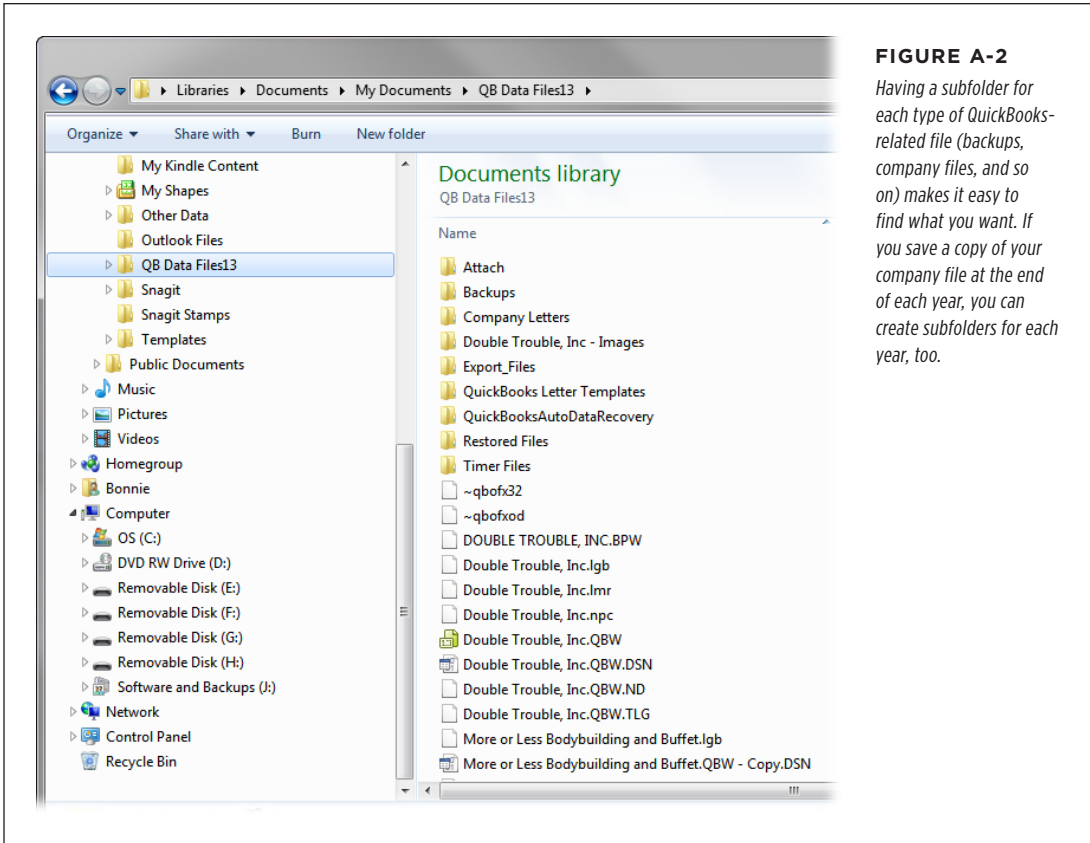 Libraries Documents My Documents QB Data Files13
Organize Share with Burn New folder
My Kindle Content
My Shapes
Other Data
Outlook Files
QB Data Files13
Snagit
Snagit Stamps
Templates
Public Documents
Music
Pictures
Videos
Homegroup
Bonnie
Computer
OS (C:)
DVD RW Drive (D:)
Removable Disk (E:)
Removable Disk (F:)
Removable Disk (G:)
Removable Disk (H:)
Software and Backups (J:)
Network
Control Panel
Recycle Bin
Documents library
QB Data Files13
Name
Attach
Backups
Company Letters
Double Trouble, Inc - Images
Export_Files
QuickBooks Letter Templates
QuickBooksAutoDataRecovery
Restored Files
Timer Files
~qbofx32
~qbofxod
DOUBLE TROUBLE, INC.BPW
Double Trouble, Inc.lgb
Double Trouble, Inc.lmr
Double Trouble, Inc.npc
Double Trouble, Inc.QBW
Double Trouble, Inc.QBW.DSN
Double Trouble, Inc.QBW.ND
Double Trouble, Inc.QBW.TLG
More or Less Bodybuilding and Buffet.lgb
More or Less Bodybuilding and Buffet.QBW - Copy.DSN
FIGURE A-2
Having a subfolder for
each type of QuickBooks-
related file (backups,
company files, and so
on) makes it easy to
find what you want. If
you save a copy of your
company file at the end
of each year, you can
create subfolders for each
year, too.